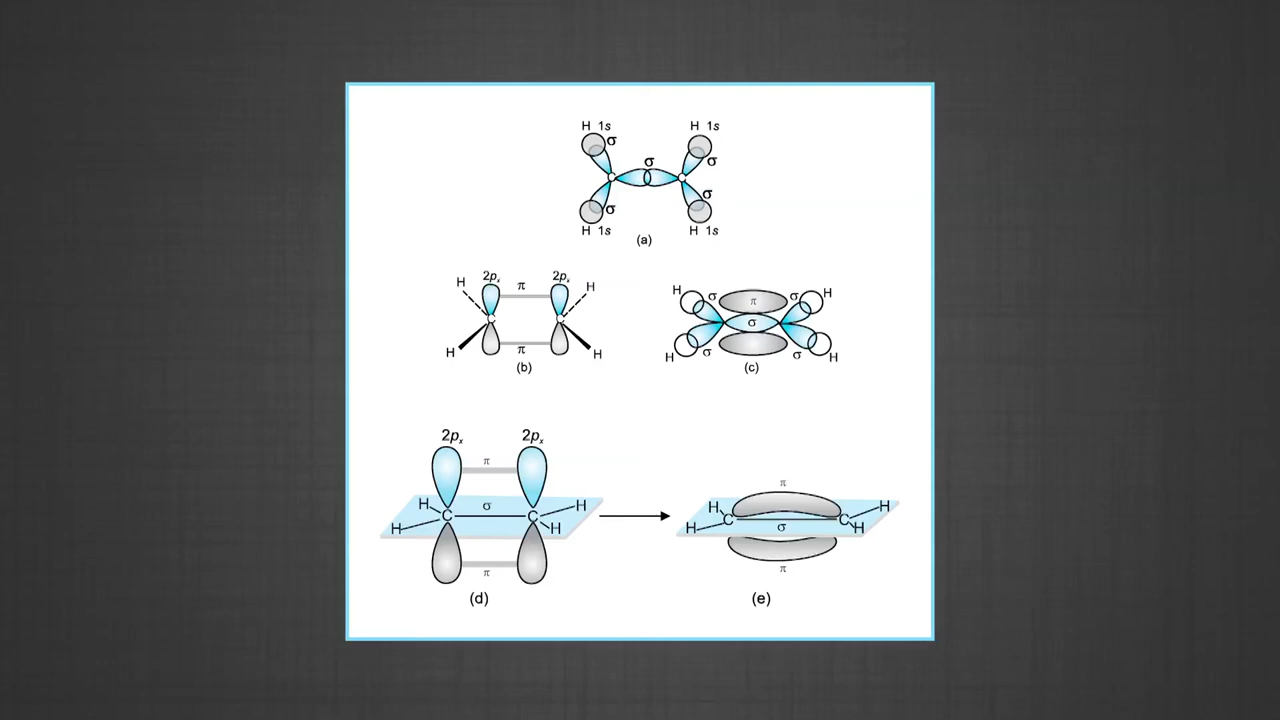 H 1s H 1s
σ σ σ
C C
σ σ
H 1s H 1s
(a)
2pₓ 2pₓ
H π H
C C
H π H
(b)
H σ π σ H
σ
H σ σ H
(c)
2pₓ 2pₓ
π
H σ H
C C
H H
π
(d)
π
H H
C C
H σ H
π
(e)